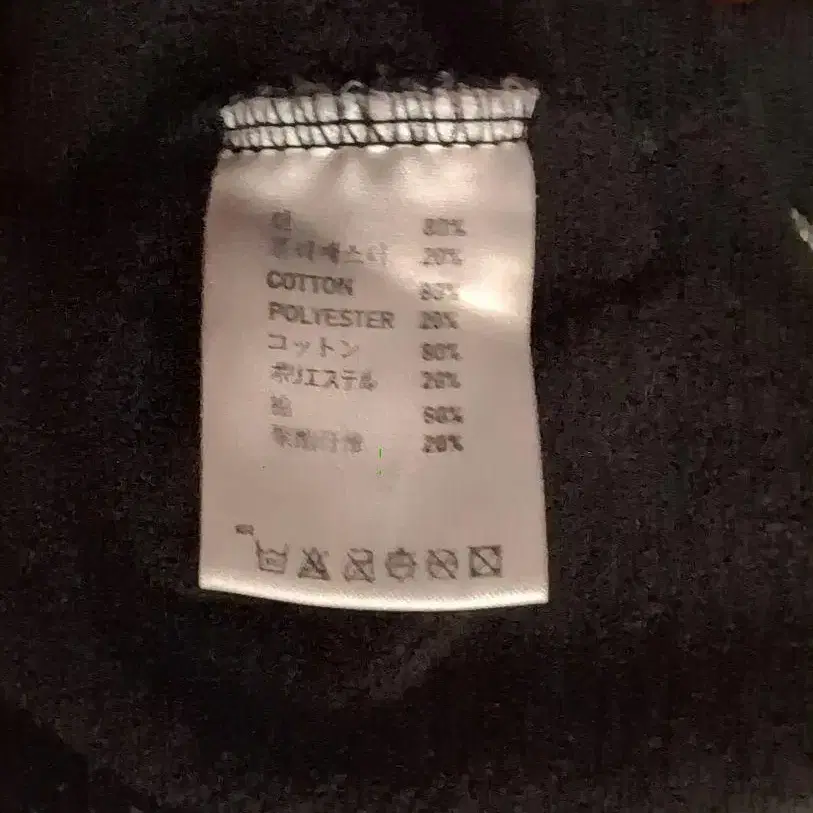 면 80%
폴리에스터 20%
COTTON 80%
POLYESTER 20%
コットン 80%
ポリエステル 20%
棉 80%
20%